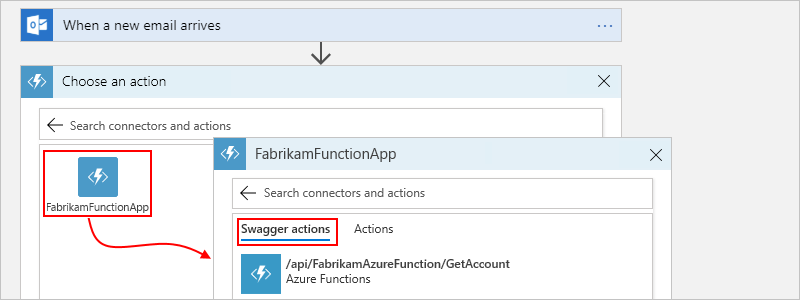 When a new email arrives
...
Choose an action
Search connectors and actions
FabrikamFunctionApp
FabrikamFunctionApp
Search connectors and actions
Swagger actions
Actions
/api/FabrikamAzureFunction/GetAccount
Azure Functions